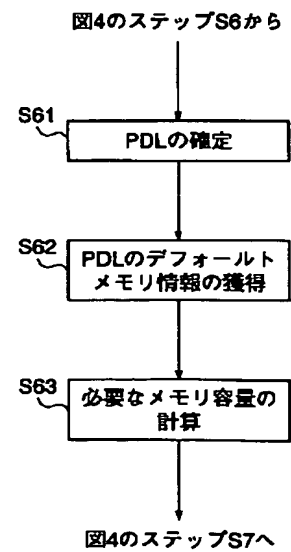 図4のステップS6から
S61
PDLの確定
S62
PDLのデフォールト
メモリ情報の獲得
S63
必要なメモリ容量の
計算
図4のステップS7へ